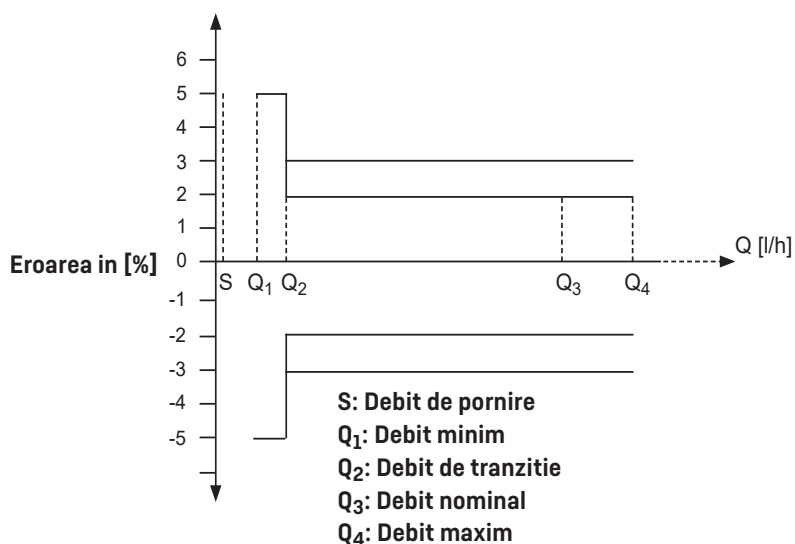 6
5
4
3
2
1
Eroarea in [%] 0
Q [l/h]
S Q₁ Q₂ Q₃ Q₄
-1
-2
-3
-4
-5
S: Debit de pornire
Q₁: Debit minim
Q₂: Debit de tranzitie
Q₃: Debit nominal
Q₄: Debit maxim